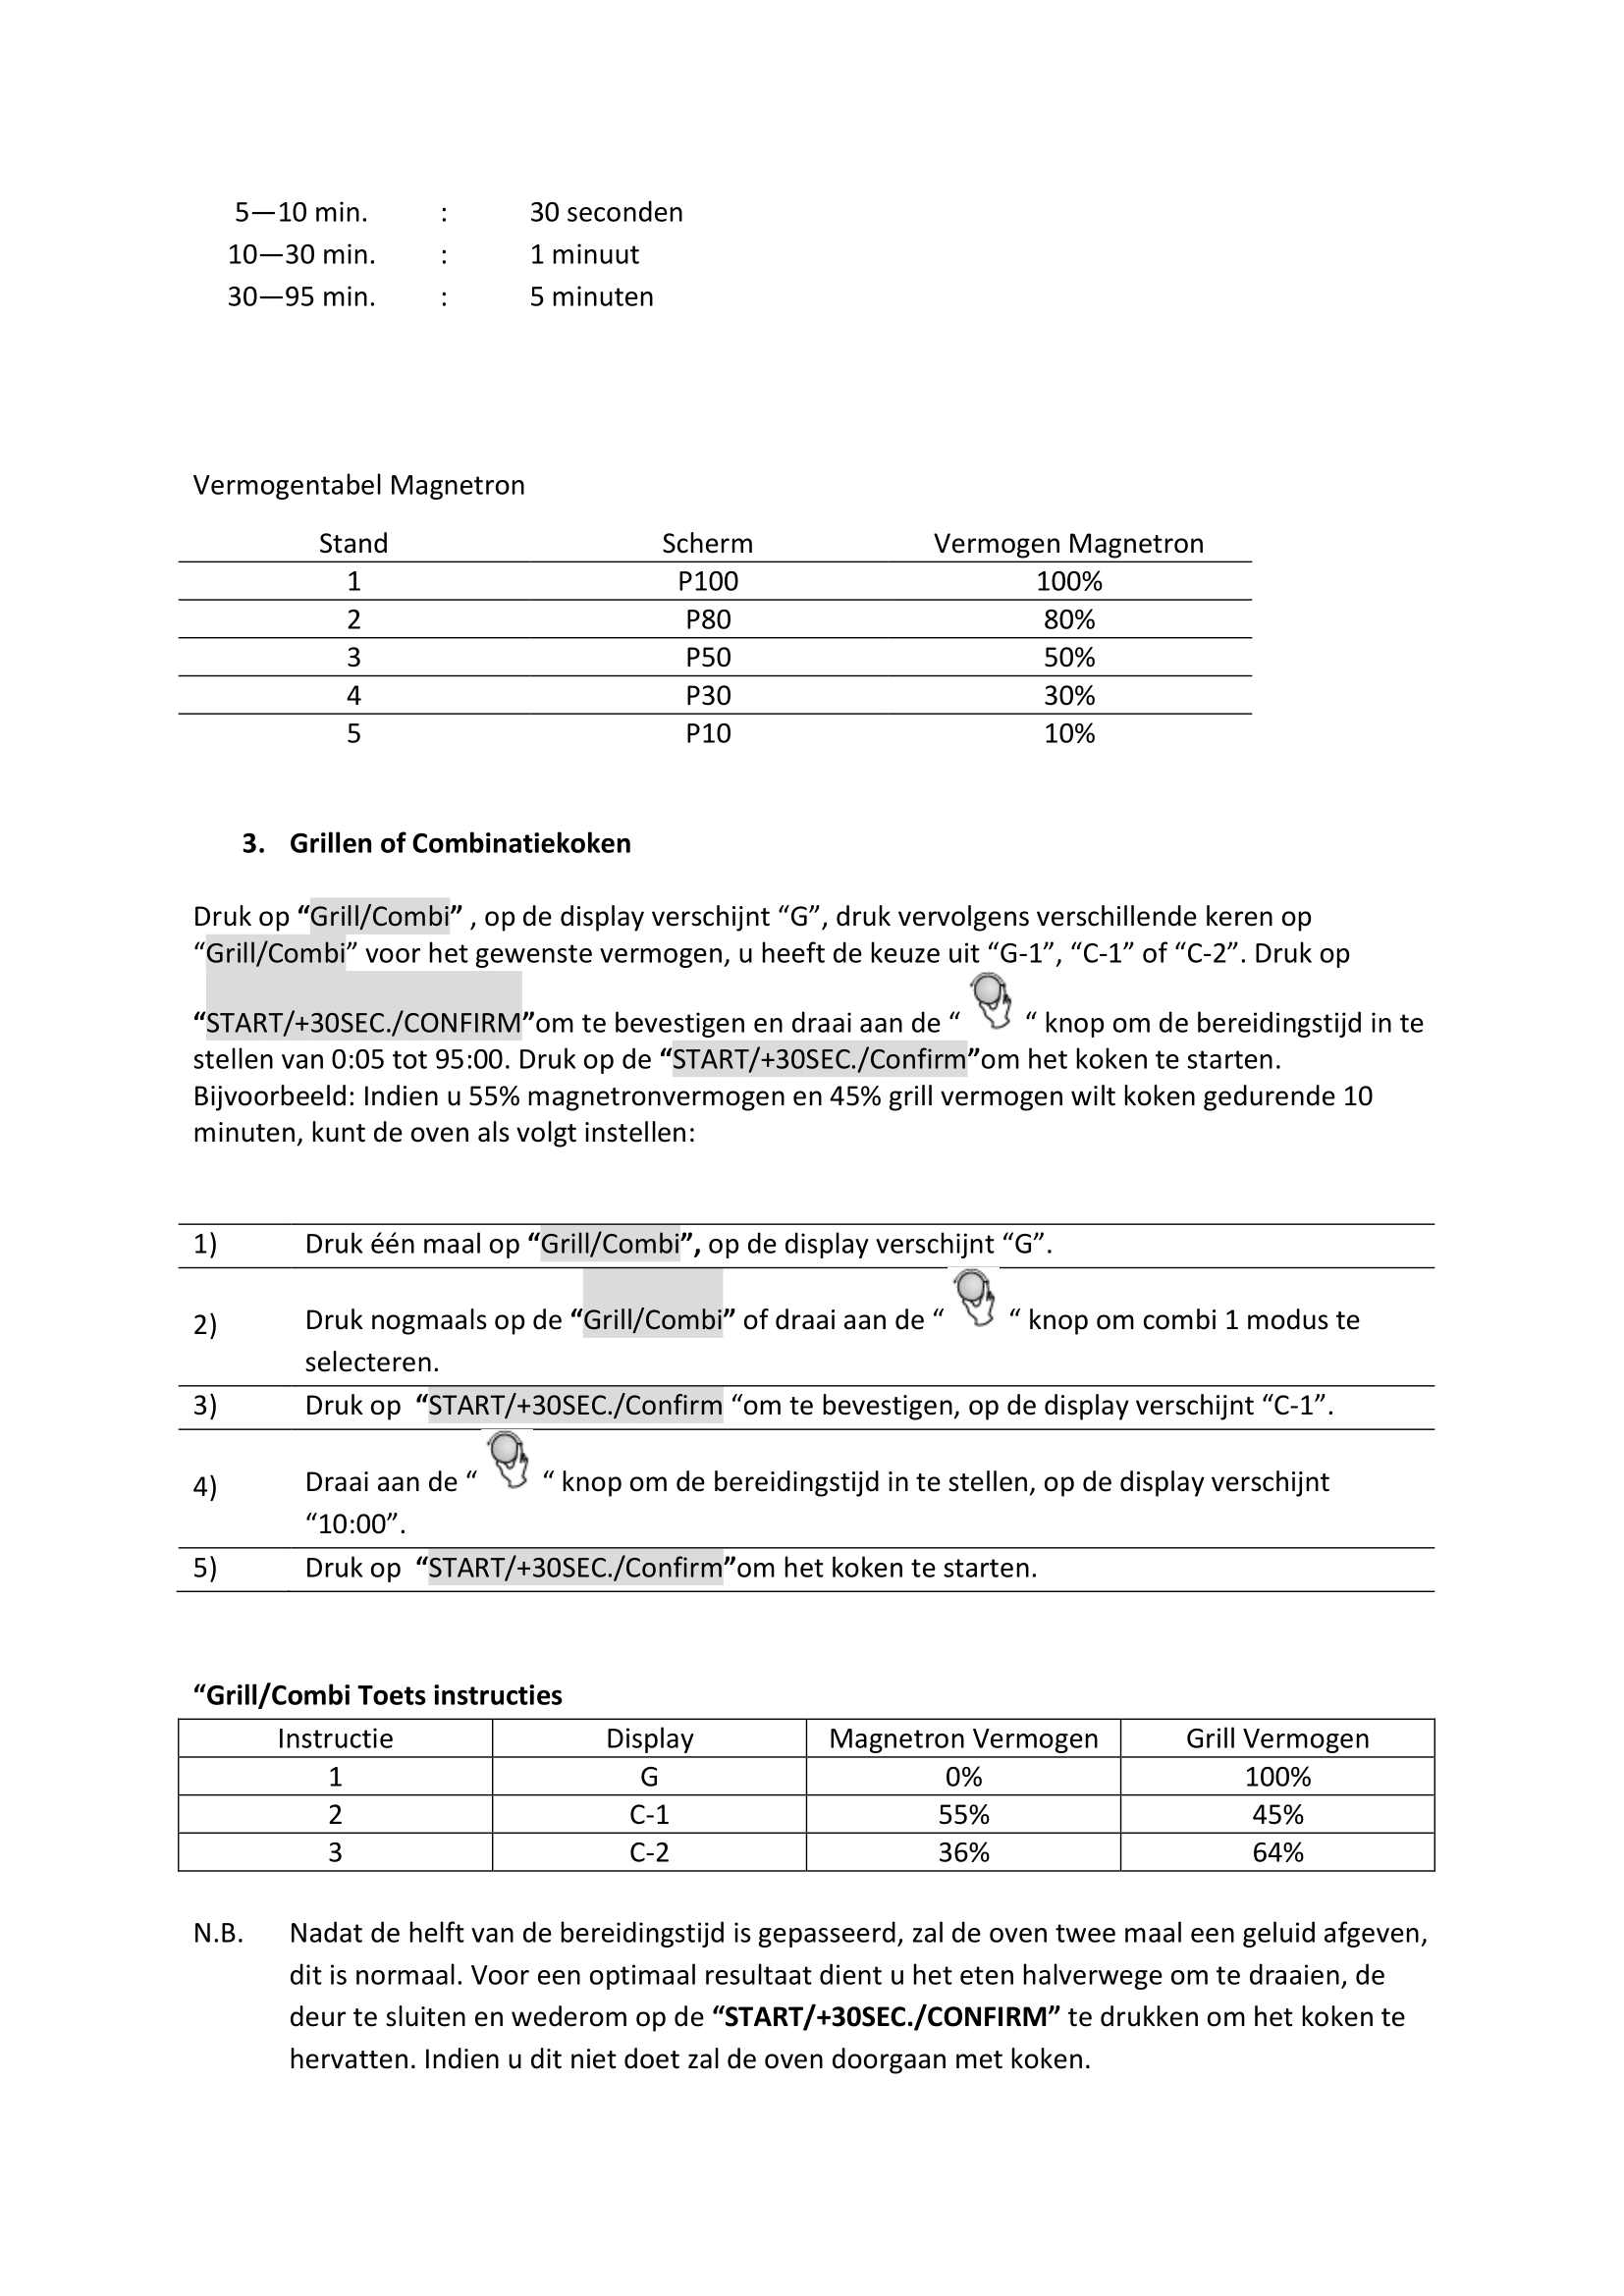 5—10 min. : 30 seconden
10—30 min. : 1 minuut
30—95 min. : 5 minuten
Vermogentabel Magnetron
Stand Scherm Vermogen Magnetron
1 P100 100%
2 P80 80%
3 P50 50%
4 P30 30%
5 P10 10%
3. Grillen of Combinatiekoken
Druk op “Grill/Combi” , op de display verschijnt “G”, druk vervolgens verschillende keren op
“Grill/Combi” voor het gewenste vermogen, u heeft de keuze uit “G-1”, “C-1” of “C-2”. Druk op
“START/+30SEC./CONFIRM”om te bevestigen en draai aan de “ “ knop om de bereidingstijd in te
stellen van 0:05 tot 95:00. Druk op de “START/+30SEC./Confirm”om het koken te starten.
Bijvoorbeeld: Indien u 55% magnetronvermogen en 45% grill vermogen wilt koken gedurende 10
minuten, kunt de oven als volgt instellen:
1) Druk één maal op “Grill/Combi”, op de display verschijnt “G”.
2) Druk nogmaals op de “Grill/Combi” of draai aan de “ “ knop om combi 1 modus te
selecteren.
3) Druk op “START/+30SEC./Confirm “om te bevestigen, op de display verschijnt “C-1”.
4) Draai aan de “ “ knop om de bereidingstijd in te stellen, op de display verschijnt
“10:00”.
5) Druk op “START/+30SEC./Confirm”om het koken te starten.
“Grill/Combi Toets instructies
Instructie Display Magnetron Vermogen Grill Vermogen
1 G 0% 100%
2 C-1 55% 45%
3 C-2 36% 64%
N.B. Nadat de helft van de bereidingstijd is gepasseerd, zal de oven twee maal een geluid afgeven,
dit is normaal. Voor een optimaal resultaat dient u het eten halverwege om te draaien, de
deur te sluiten en wederom op de “START/+30SEC./CONFIRM” te drukken om het koken te
hervatten. Indien u dit niet doet zal de oven doorgaan met koken.